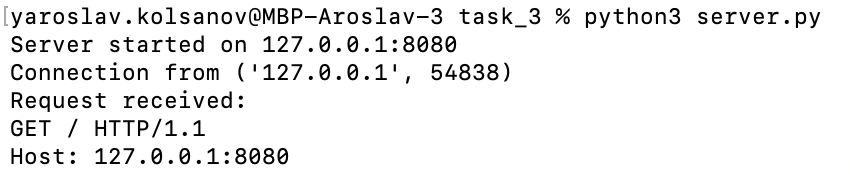 [yaroslav.kolsanov@MBP-Aroslav-3 task_3 % python3 server.py
Server started on 127.0.0.1:8080
Connection from ('127.0.0.1', 54838)
Request received:
GET / HTTP/1.1
Host: 127.0.0.1:8080